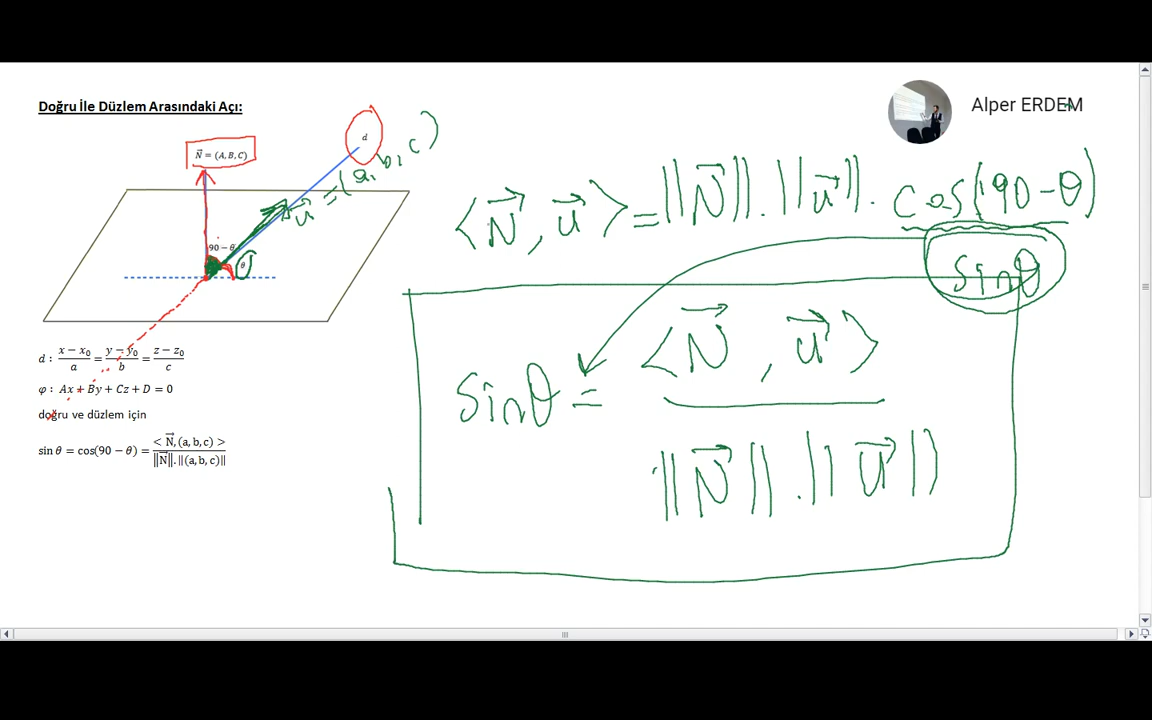 Doğru İle Düzlem Arasındaki Açı:
Alper ERDEM
N⃗ = (A, B, C)
d
u⃗ = (a, b, c)
90 − θ
θ
<N⃗, u⃗> = ||N⃗|| . ||u⃗|| . cos(90 − θ)
sinθ
sinθ = <N⃗, u⃗> / ||N⃗|| . ||u⃗||
d : (x − x₀)/a = (y − y₀)/b = (z − z₀)/c
φ : Ax + By + Cz + D = 0
doğru ve düzlem için
sin θ = cos(90 − θ) = < N⃗, (a, b, c) > / ||N⃗|| . ||(a, b, c)||